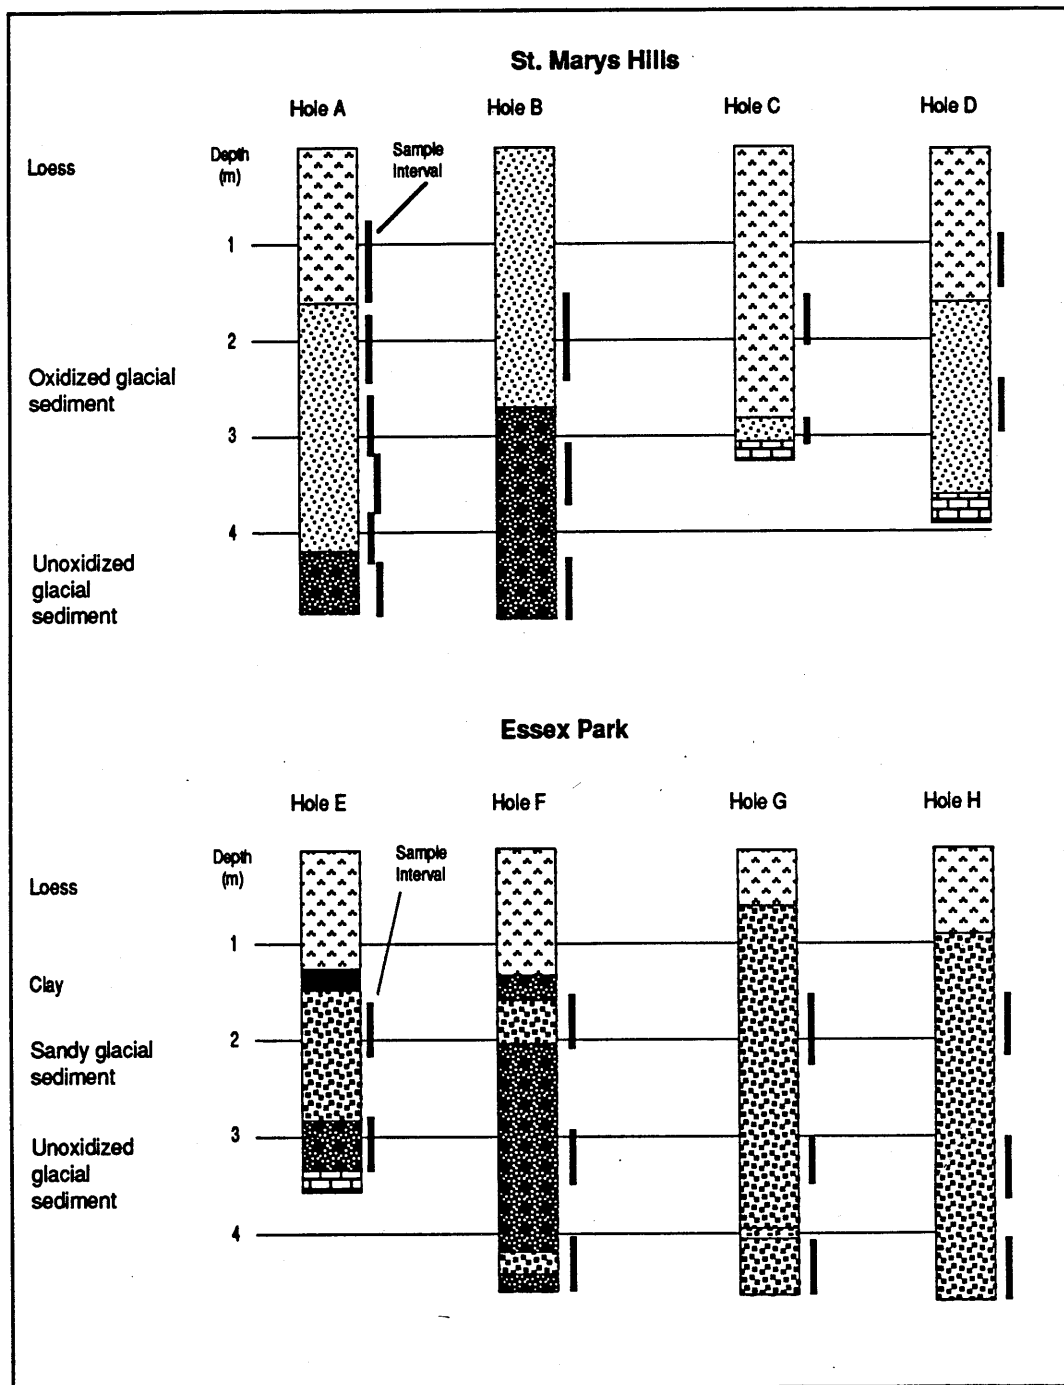 St. Marys Hills
Hole A
Hole B
Hole C
Hole D
Loess
Depth
(m)
Sample
Interval
1
2
Oxidized glacial
sediment
3
4
Unoxidized
glacial
sediment
Essex Park
Hole E
Hole F
Hole G
Hole H
Depth
(m)
Sample
Interval
Loess
1
Clay
2
Sandy glacial
sediment
3
Unoxidized
glacial
sediment
4